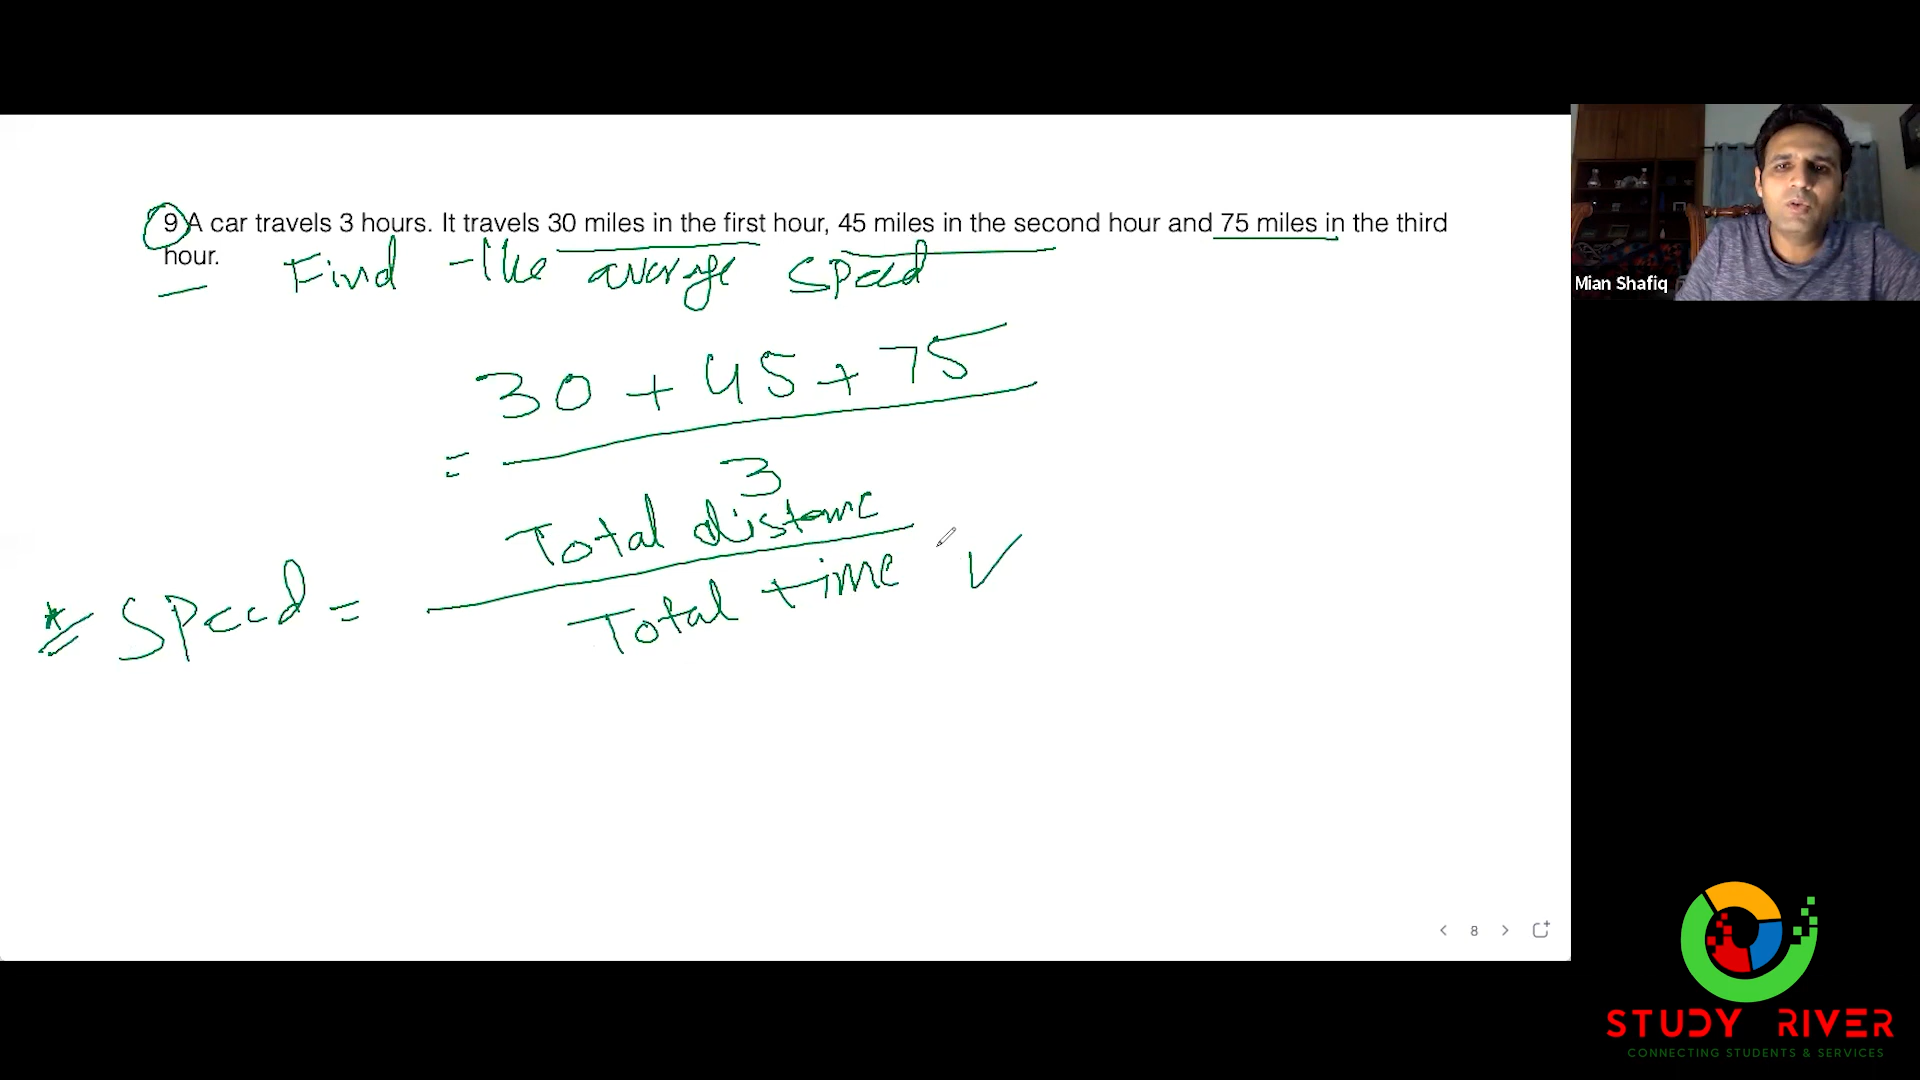 9 A car travels 3 hours. It travels 30 miles in the first hour, 45 miles in the second hour and 75 miles in the third
hour.
Find the average speed
30 + 45 + 75
=
3
Total distance
* Speed =
Total time ✓
< 8 >
Mian Shafiq
STUDY RIVER
CONNECTING STUDENTS & SERVICES